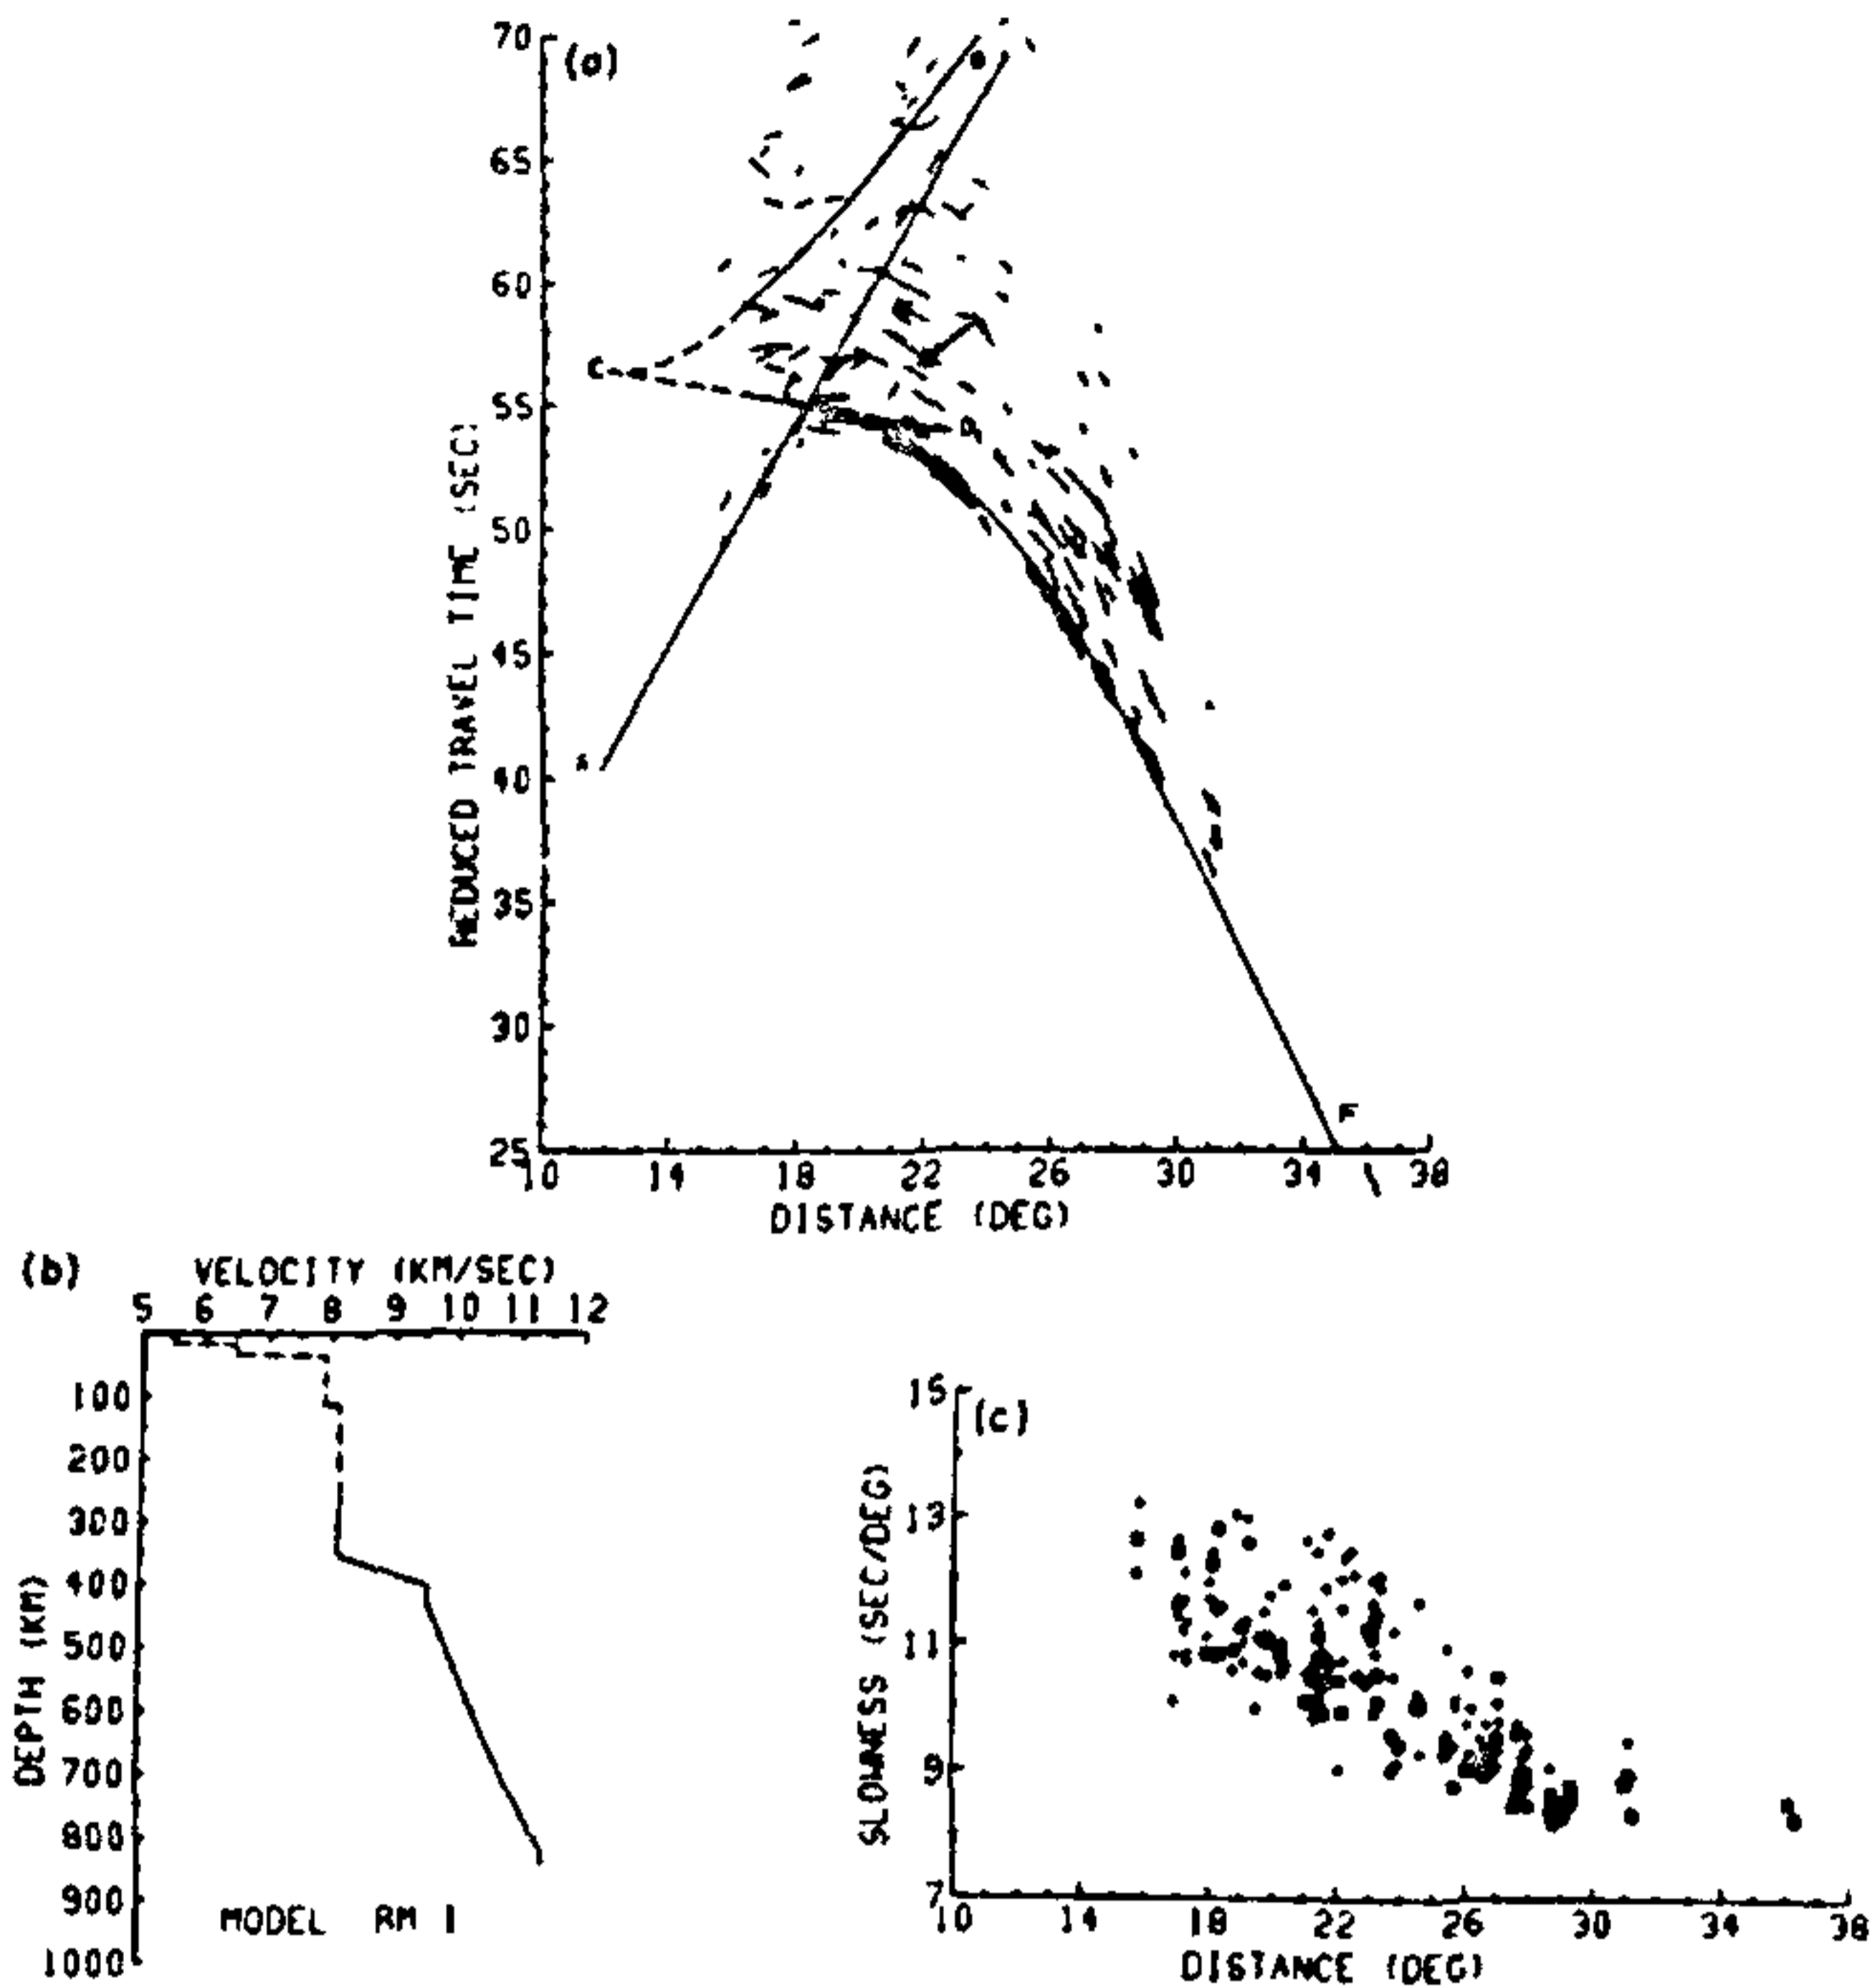 (a)
70
65
60
55
50
45
40
35
30
25
REDUCED TRAVEL TIME (SEC)
C
A
F
10 14 18 22 26 30 34 38
DISTANCE (DEG)
(b)
VELOCITY (KM/SEC)
5 6 7 8 9 10 11 12
100
200
300
400
500
600
700
800
900
1000
DEPTH (KM)
MODEL RM 1
(c)
15
13
11
9
7
SLOWNESS (SEC/DEG)
10 14 18 22 26 30 34 38
DISTANCE (DEG)